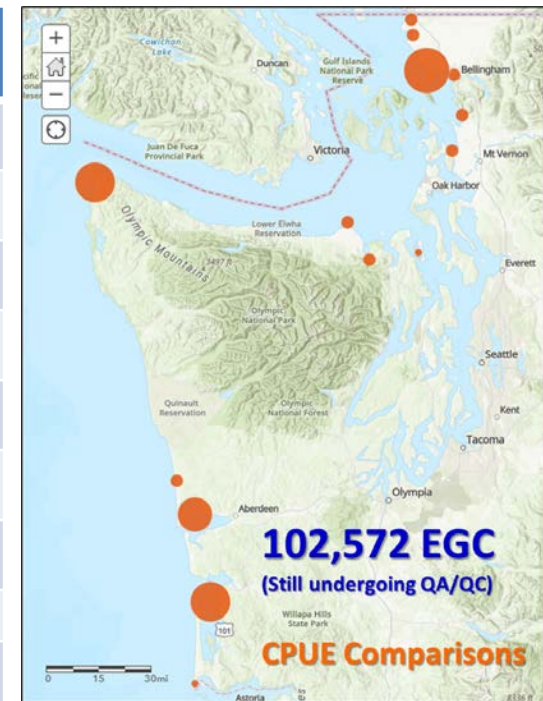 +
−
Cowichan
Lake
Duncan
Gulf Islands
National Park
Reserve
Bellingham
Juan De Fuca
Provincial Park
Victoria
Mt Vernon
Oak Harbor
Lower Elwha
Reservation
Olympic Mountains
Everett
Olympic
National Park
Seattle
Quinault
Reservation
Olympic
National Forest
Kent
Tacoma
Olympia
Aberdeen
102,572 EGC
(Still undergoing QA/QC)
Willapa Hills
State Park
101
CPUE Comparisons
0 15 30mi
Astoria